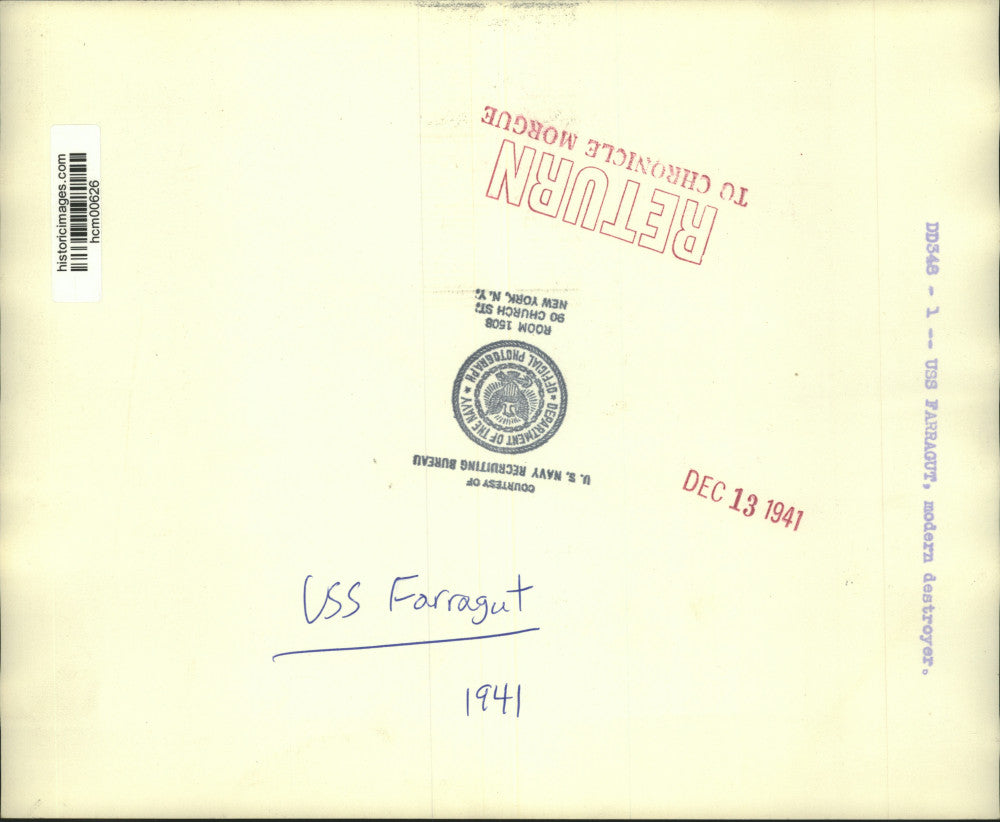 historicimages.com
hcm00626
RETURN
TO CHRONICLE MORGUE
COURTESY OF
U. S. NAVY RECRUITING BUREAU
★ DEPARTMENT OF THE NAVY ★
OFFICIAL PHOTOGRAPH
ROOM 1508
90 CHURCH ST.
NEW YORK, N. Y.
DEC 13 1941
DD348 - 1 -- USS FARRAGUT, modern destroyer.
USS Farragut
1941